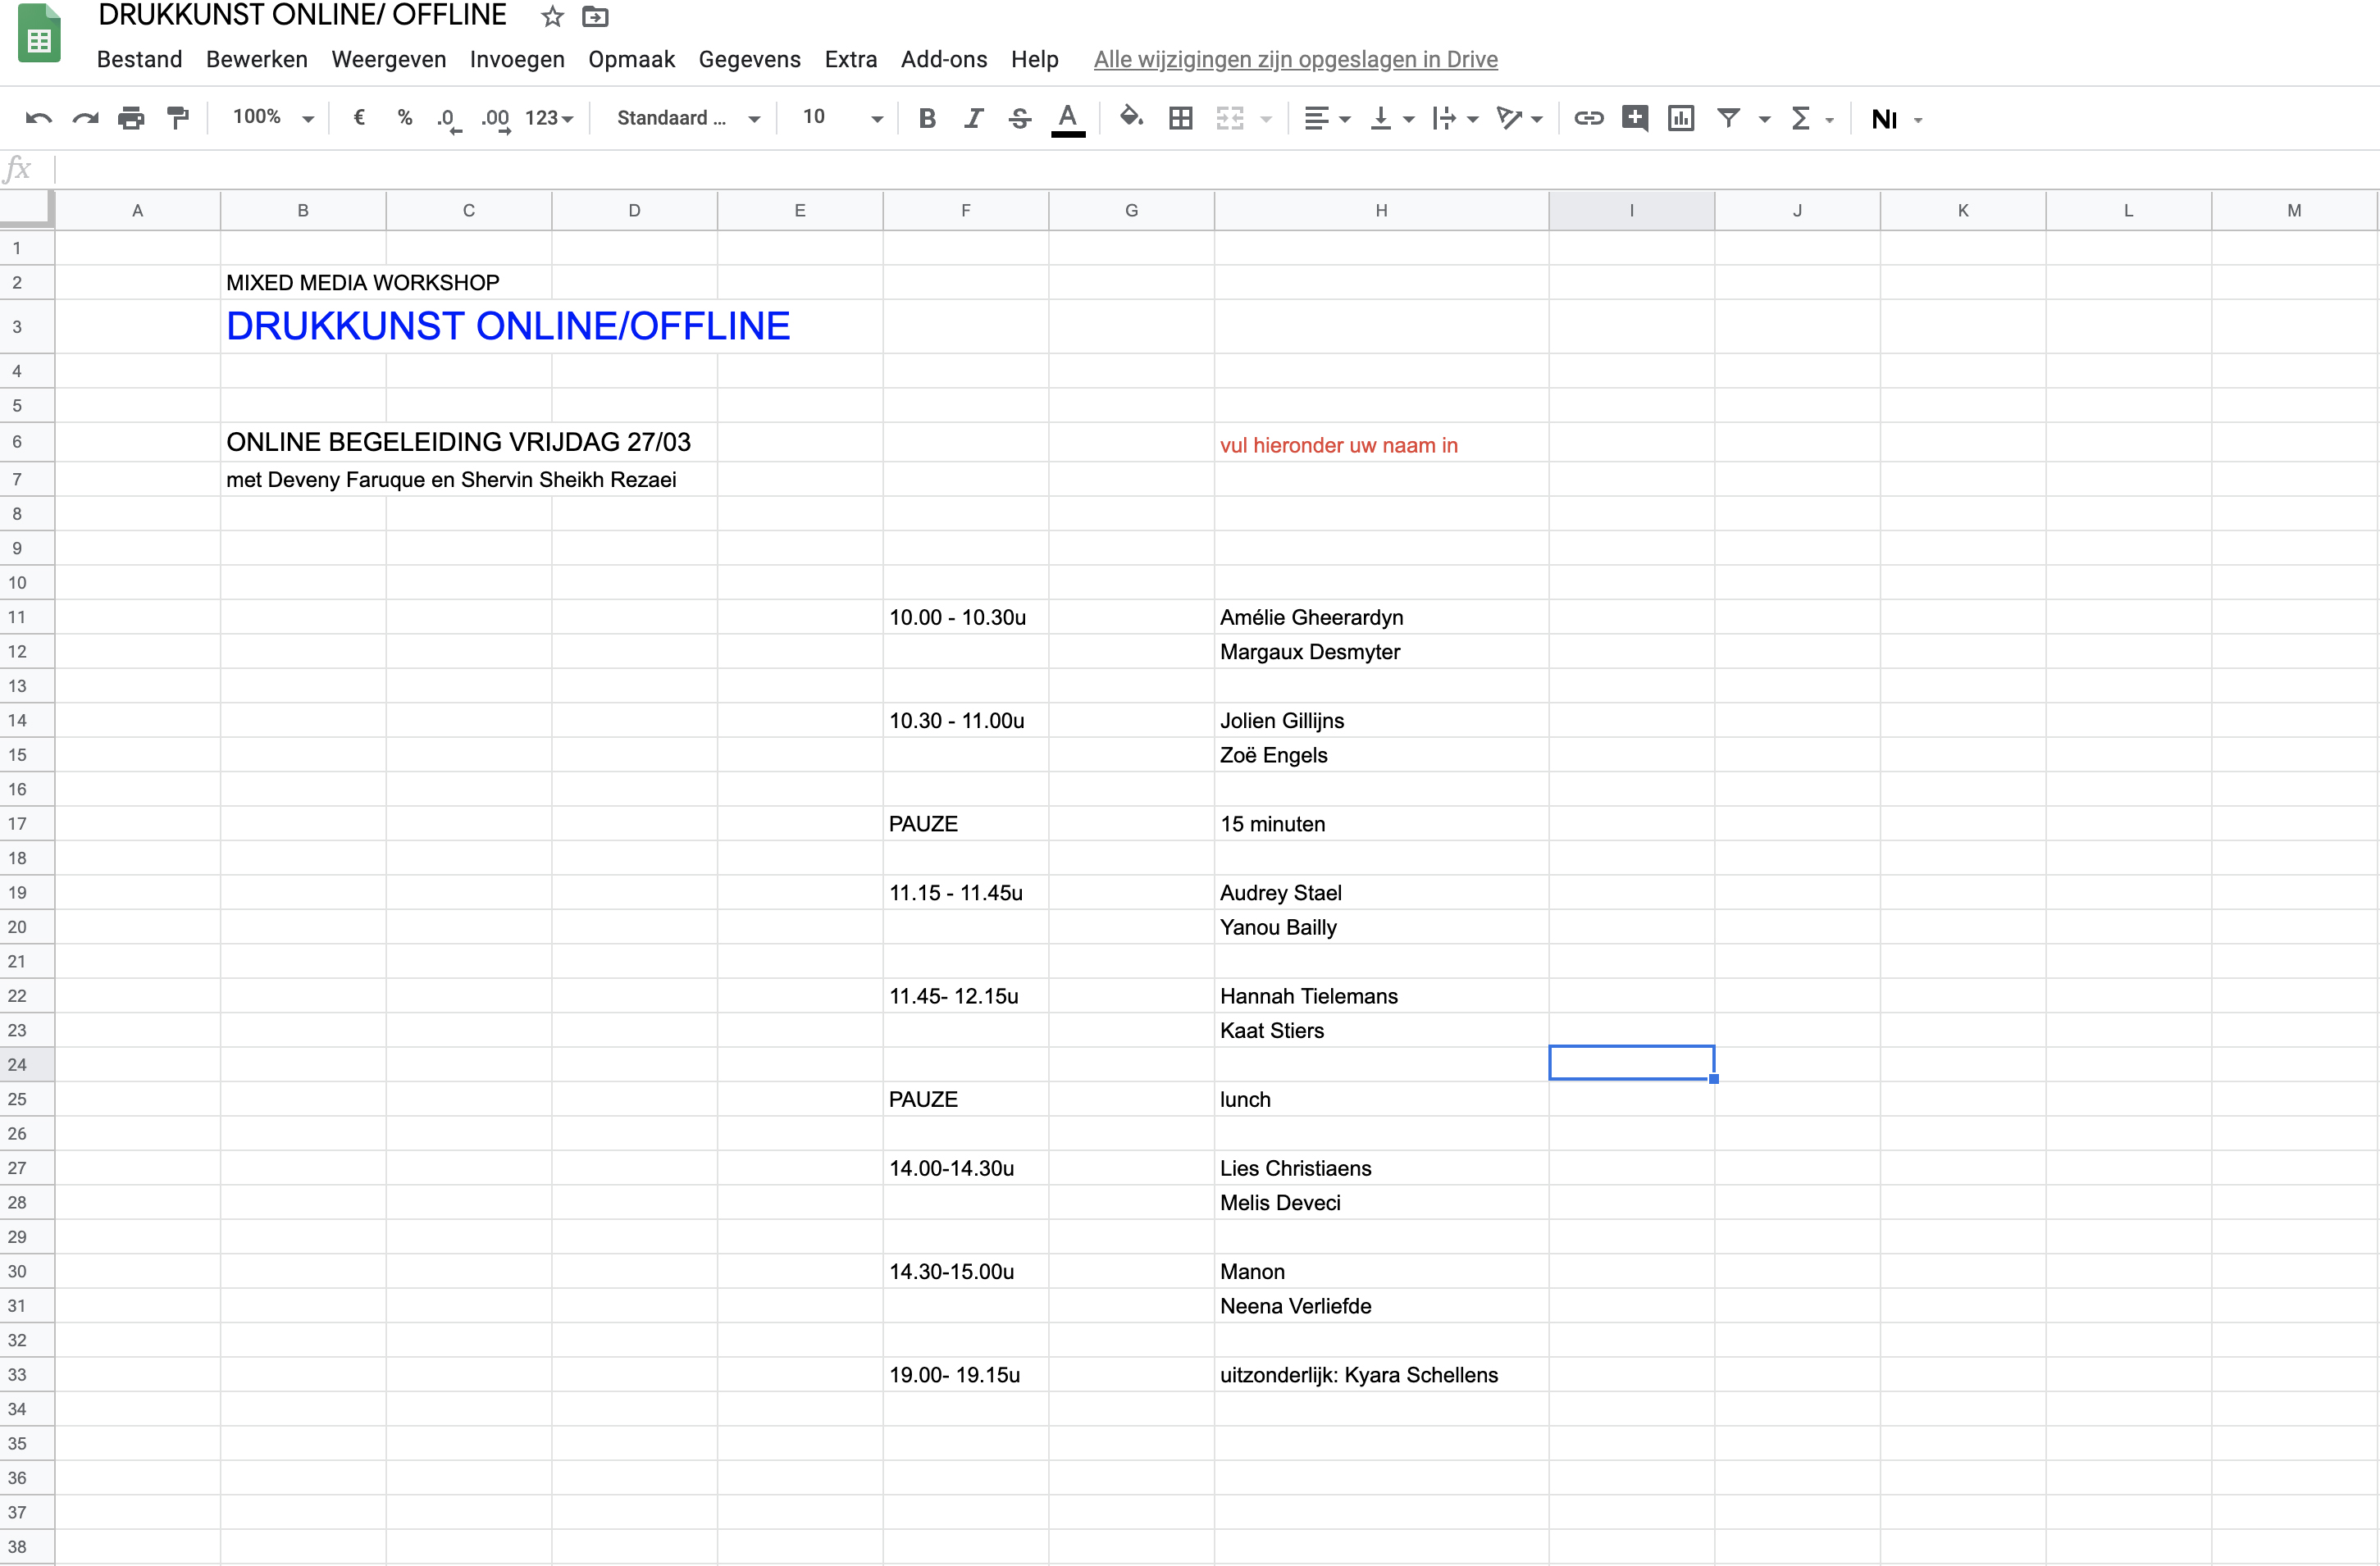 DRUKKUNST ONLINE/ OFFLINE
Bestand Bewerken Weergeven Invoegen Opmaak Gegevens Extra Add-ons Help Alle wijzigingen zijn opgeslagen in Drive
100% € % .0 .00 123 Standaard ... 10 B I S A Σ NI
fx
A B C D E F G H I J K L M
1
2 MIXED MEDIA WORKSHOP
3 DRUKKUNST ONLINE/OFFLINE
4
5
6 ONLINE BEGELEIDING VRIJDAG 27/03 vul hieronder uw naam in
7 met Deveny Faruque en Shervin Sheikh Rezaei
8
9
10
11 10.00 - 10.30u Amélie Gheerardyn
12 Margaux Desmyter
13
14 10.30 - 11.00u Jolien Gillijns
15 Zoë Engels
16
17 PAUZE 15 minuten
18
19 11.15 - 11.45u Audrey Stael
20 Yanou Bailly
21
22 11.45- 12.15u Hannah Tielemans
23 Kaat Stiers
24
25 PAUZE lunch
26
27 14.00-14.30u Lies Christiaens
28 Melis Deveci
29
30 14.30-15.00u Manon
31 Neena Verliefde
32
33 19.00- 19.15u uitzonderlijk: Kyara Schellens
34
35
36
37
38